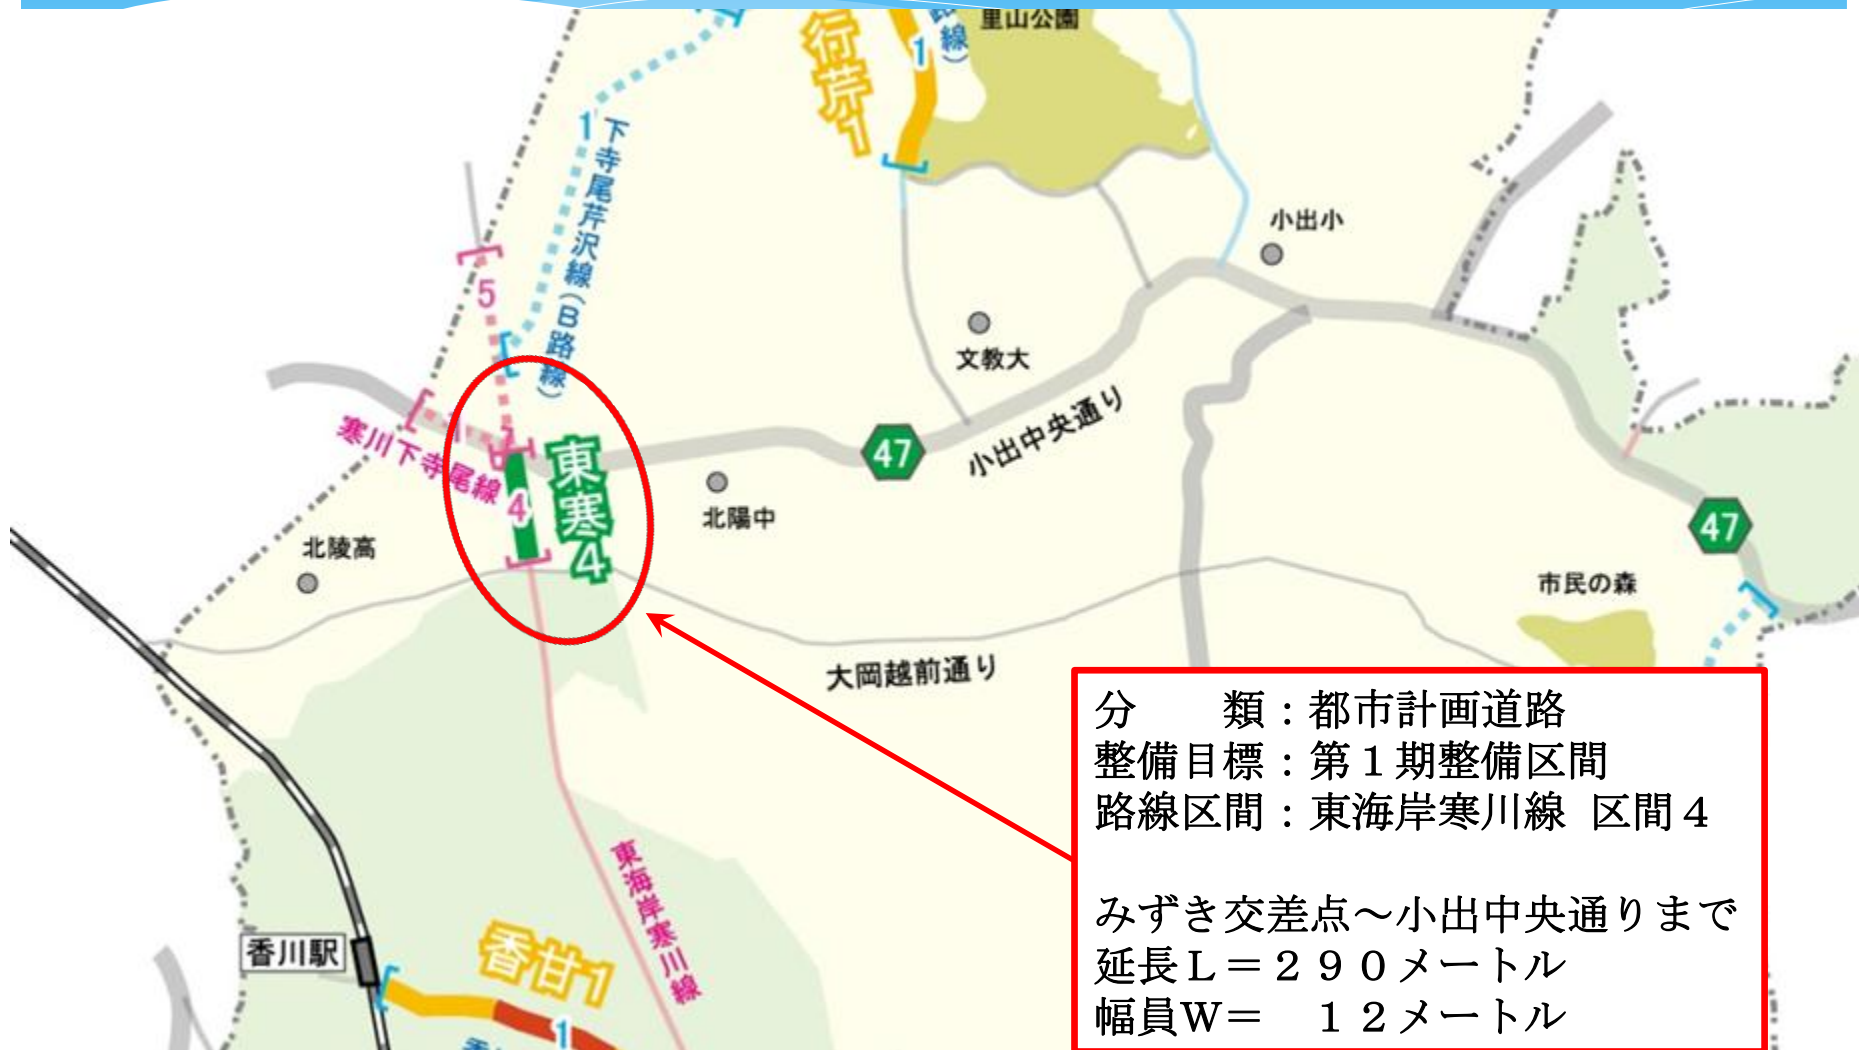 里山公園
路線)
1
行芹1
1
下寺尾芹沢線(B路線)
小出小
5
文教大
寒川下寺尾線
47
小出中央通り
東寒4
4
北陽中
北陵高
47
市民の森
大岡越前通り
分　　類：都市計画道路
整備目標：第１期整備区間
路線区間：東海岸寒川線 区間４
みずき交差点～小出中央通りまで
延長Ｌ＝２９０メートル
幅員Ｗ＝　１２メートル
東海岸寒川線
香川駅
香甘1
1